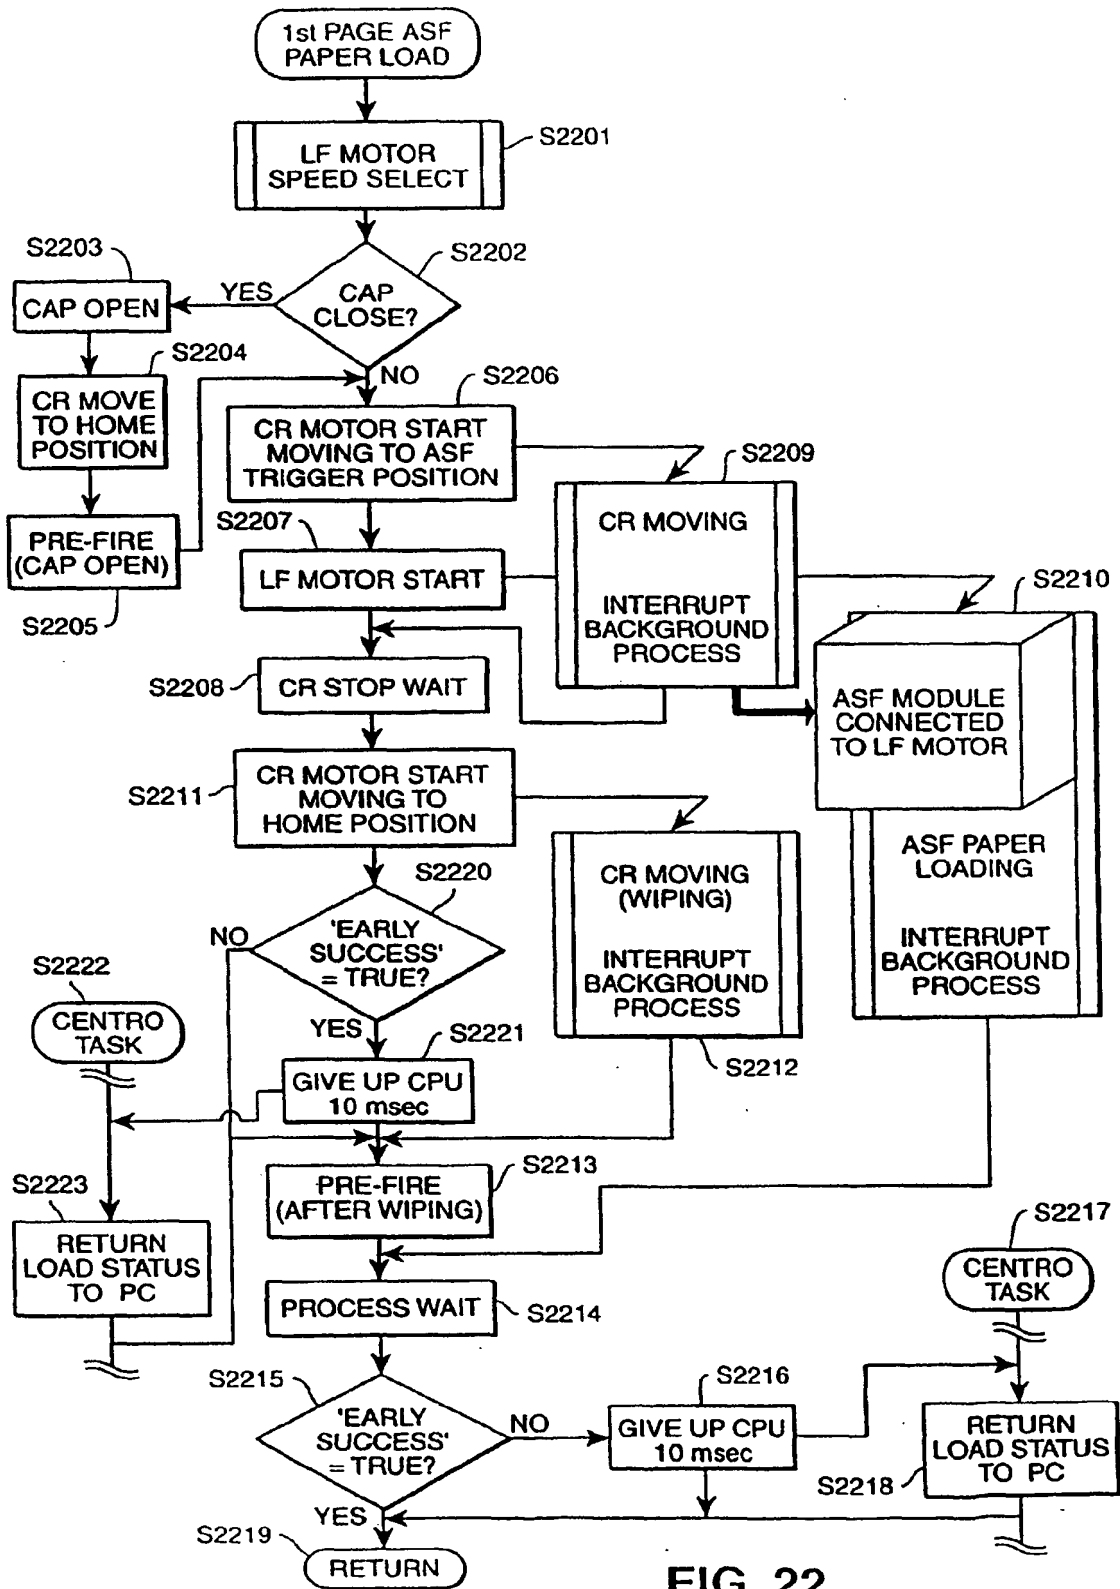 1st PAGE ASF
PAPER LOAD
LF MOTOR
SPEED SELECT
S2201
S2202
CAP
CLOSE?
YES
NO
S2203
CAP OPEN
S2204
CR MOVE
TO HOME
POSITION
PRE-FIRE
(CAP OPEN)
S2205
S2206
CR MOTOR START
MOVING TO ASF
TRIGGER POSITION
S2207
LF MOTOR START
S2209
CR MOVING
INTERRUPT
BACKGROUND
PROCESS
S2210
ASF MODULE
CONNECTED
TO LF MOTOR
ASF PAPER
LOADING
INTERRUPT
BACKGROUND
PROCESS
S2208
CR STOP WAIT
S2211
CR MOTOR START
MOVING TO
HOME POSITION
CR MOVING
(WIPING)
INTERRUPT
BACKGROUND
PROCESS
S2212
S2220
'EARLY
SUCCESS'
= TRUE?
NO
YES
S2222
CENTRO
TASK
S2221
GIVE UP CPU
10 msec
S2213
PRE-FIRE
(AFTER WIPING)
S2223
RETURN
LOAD STATUS
TO PC
PROCESS WAIT
S2214
S2217
CENTRO
TASK
S2215
'EARLY
SUCCESS'
= TRUE?
NO
YES
S2216
GIVE UP CPU
10 msec
RETURN
LOAD STATUS
TO PC
S2218
S2219
RETURN
FIG. 22